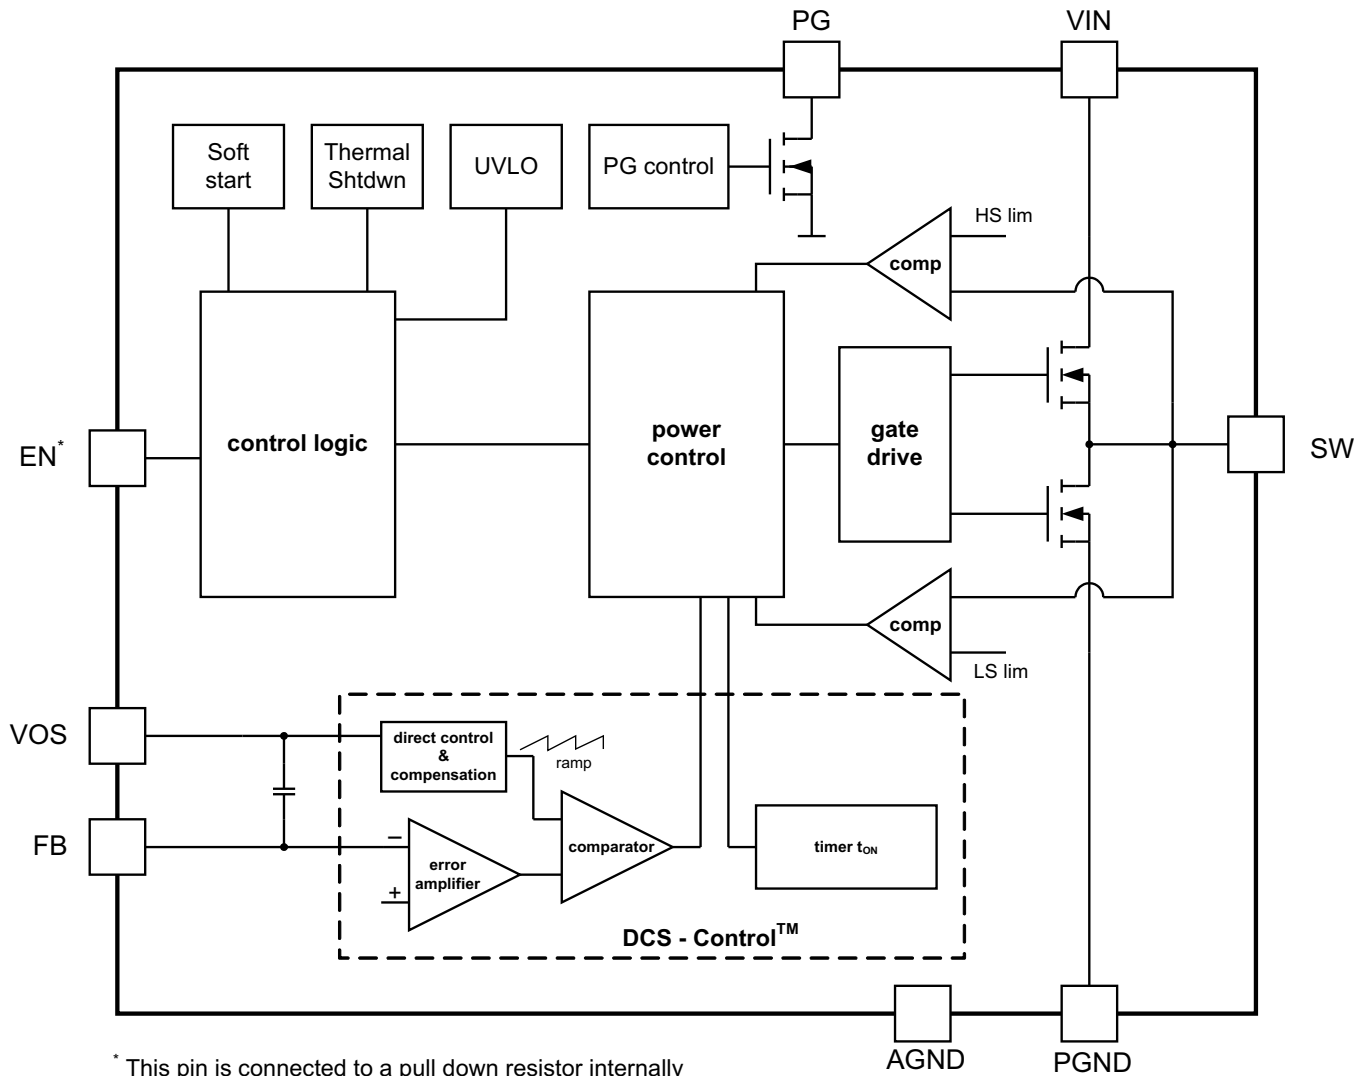 PG
VIN
Soft
start
Thermal
Shtdwn
UVLO
PG control
HS lim
comp
EN*
control logic
power
control
gate
drive
SW
comp
LS lim
VOS
direct control
&
compensation
ramp
FB
−
+
error
amplifier
comparator
timer tON
DCS - Control™
AGND
PGND
* This pin is connected to a pull down resistor internally